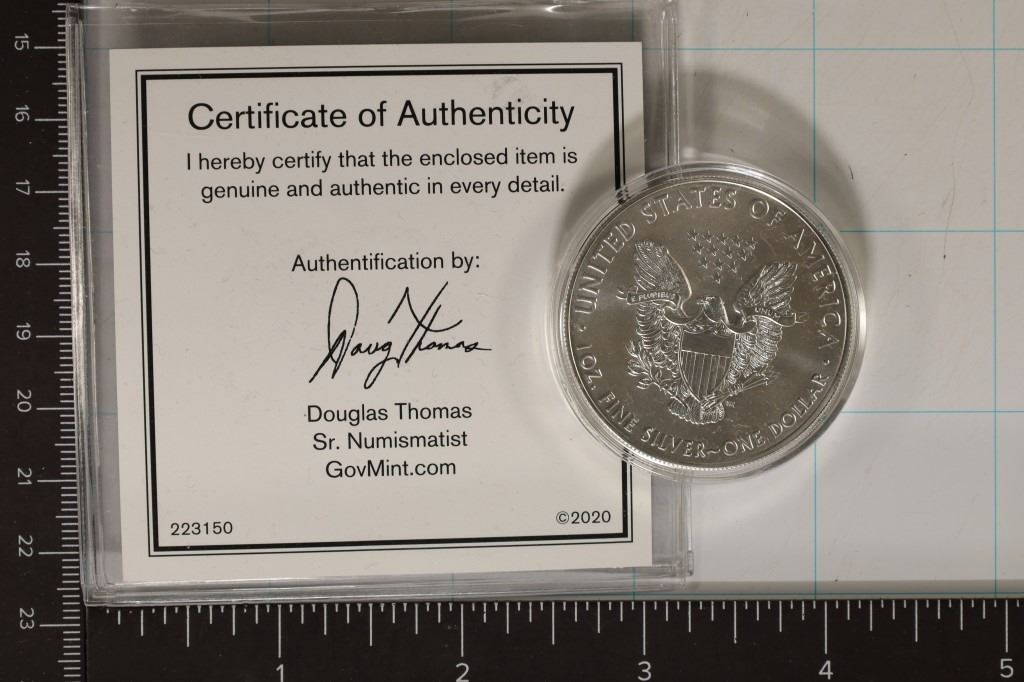 Certificate of Authenticity
I hereby certify that the enclosed item is
genuine and authentic in every detail.
Authentification by:
Doug Thomas
Douglas Thomas
Sr. Numismatist
GovMint.com
223150
©2020
UNITED STATES OF AMERICA
E PLURIBUS
UNUM
1 OZ. FINE SILVER~ONE DOLLAR
15
16
17
18
19
20
21
22
23
1 2 3 4 5